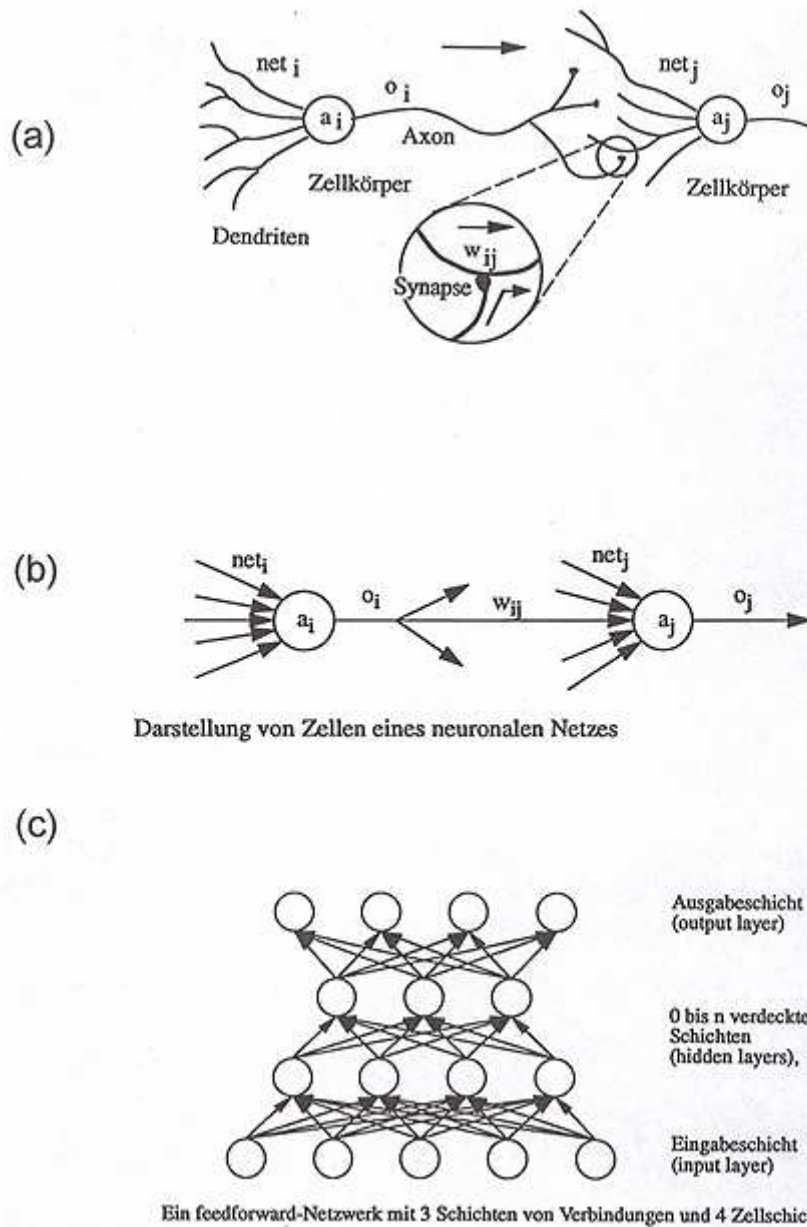 (a)
net i
o i
a i
Axon
Zellkörper
Dendriten
net j
o j
a j
Zellkörper
w ij
Synapse
(b)
net i
a i
o i
w ij
net j
a j
o j
Darstellung von Zellen eines neuronalen Netzes
(c)
Ausgabeschicht
(output layer)
0 bis n verdeckte
Schichten
(hidden layers),
Eingabeschicht
(input layer)
Ein feedforward-Netzwerk mit 3 Schichten von Verbindungen und 4 Zellschic